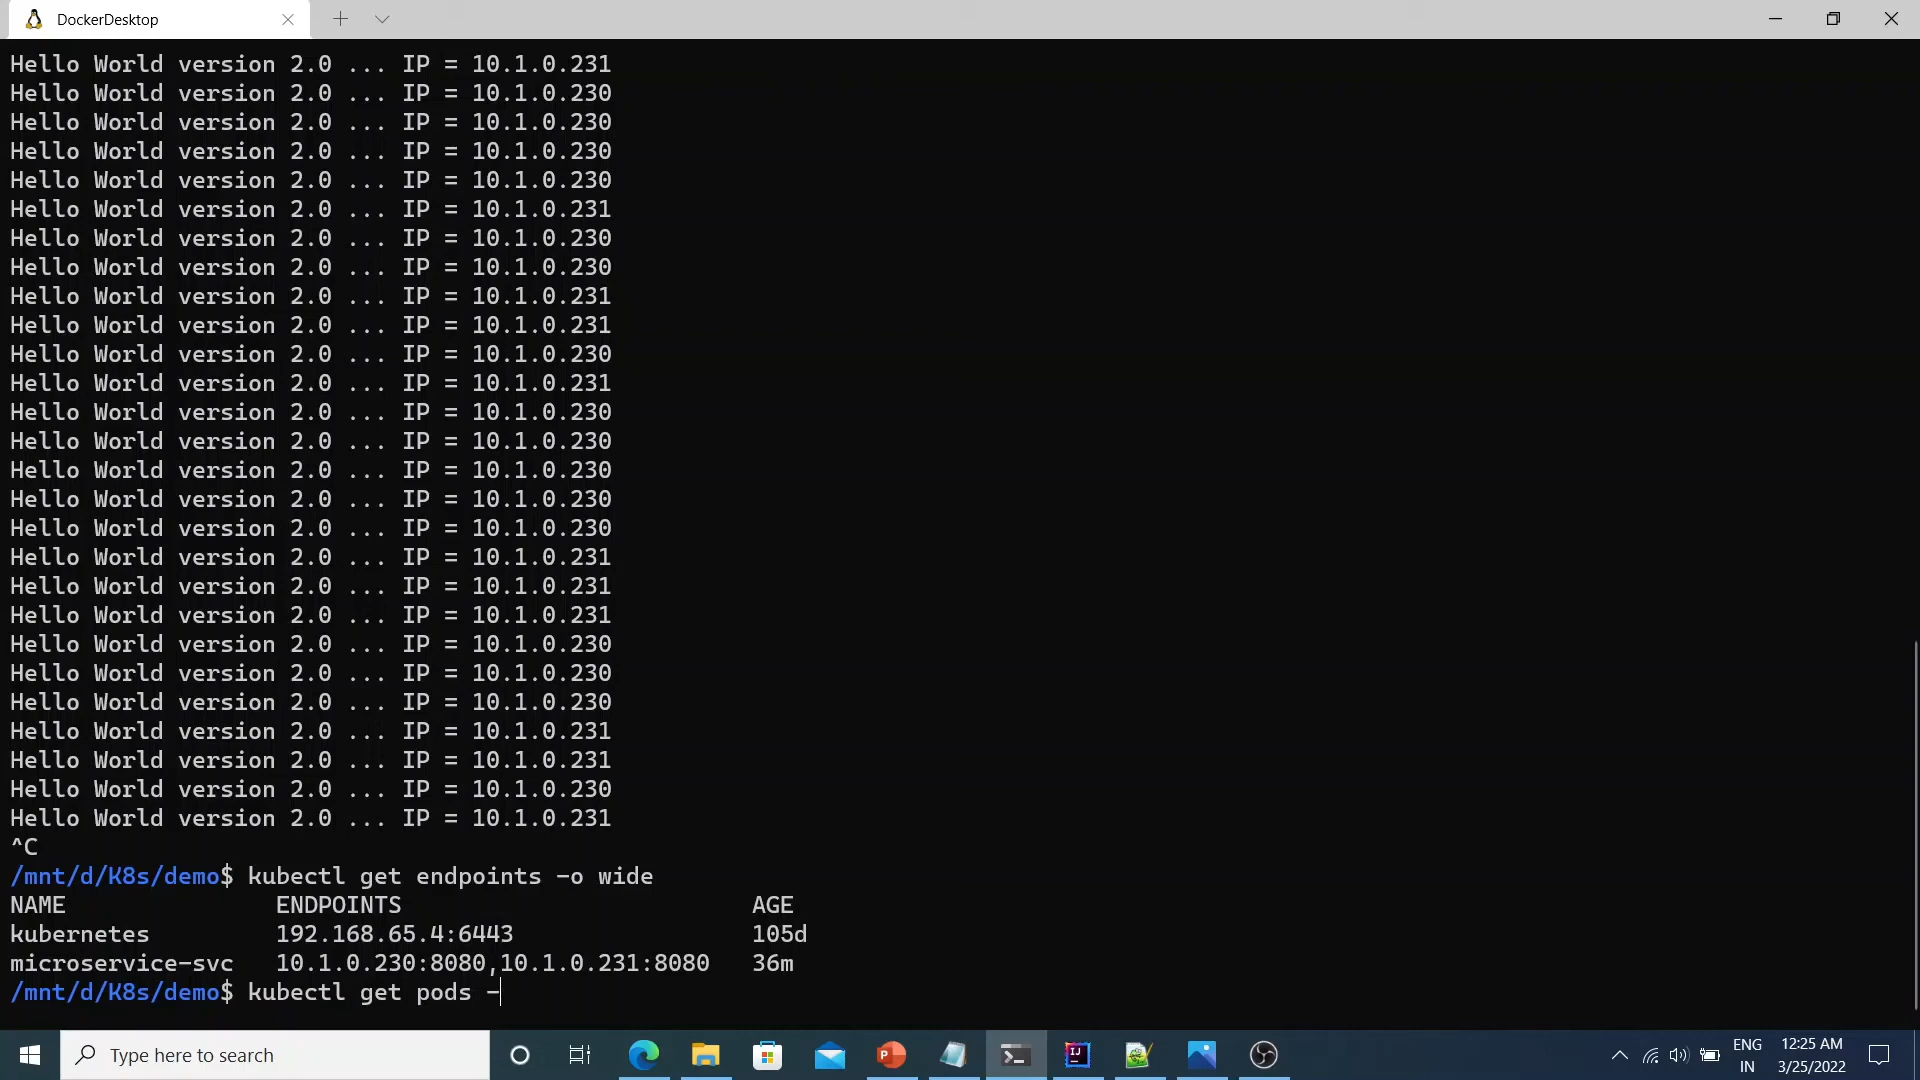 DockerDesktop
Hello World version 2.0 ... IP = 10.1.0.231
Hello World version 2.0 ... IP = 10.1.0.230
Hello World version 2.0 ... IP = 10.1.0.230
Hello World version 2.0 ... IP = 10.1.0.230
Hello World version 2.0 ... IP = 10.1.0.230
Hello World version 2.0 ... IP = 10.1.0.231
Hello World version 2.0 ... IP = 10.1.0.230
Hello World version 2.0 ... IP = 10.1.0.230
Hello World version 2.0 ... IP = 10.1.0.231
Hello World version 2.0 ... IP = 10.1.0.231
Hello World version 2.0 ... IP = 10.1.0.230
Hello World version 2.0 ... IP = 10.1.0.231
Hello World version 2.0 ... IP = 10.1.0.230
Hello World version 2.0 ... IP = 10.1.0.230
Hello World version 2.0 ... IP = 10.1.0.230
Hello World version 2.0 ... IP = 10.1.0.230
Hello World version 2.0 ... IP = 10.1.0.230
Hello World version 2.0 ... IP = 10.1.0.231
Hello World version 2.0 ... IP = 10.1.0.231
Hello World version 2.0 ... IP = 10.1.0.231
Hello World version 2.0 ... IP = 10.1.0.230
Hello World version 2.0 ... IP = 10.1.0.230
Hello World version 2.0 ... IP = 10.1.0.230
Hello World version 2.0 ... IP = 10.1.0.231
Hello World version 2.0 ... IP = 10.1.0.231
Hello World version 2.0 ... IP = 10.1.0.230
Hello World version 2.0 ... IP = 10.1.0.231
^C
/mnt/d/K8s/demo$ kubectl get endpoints -o wide
NAME ENDPOINTS AGE
kubernetes 192.168.65.4:6443 105d
microservice-svc 10.1.0.230:8080,10.1.0.231:8080 36m
/mnt/d/K8s/demo$ kubectl get pods -
Type here to search
P
IJ
ENG
IN
12:25 AM
3/25/2022